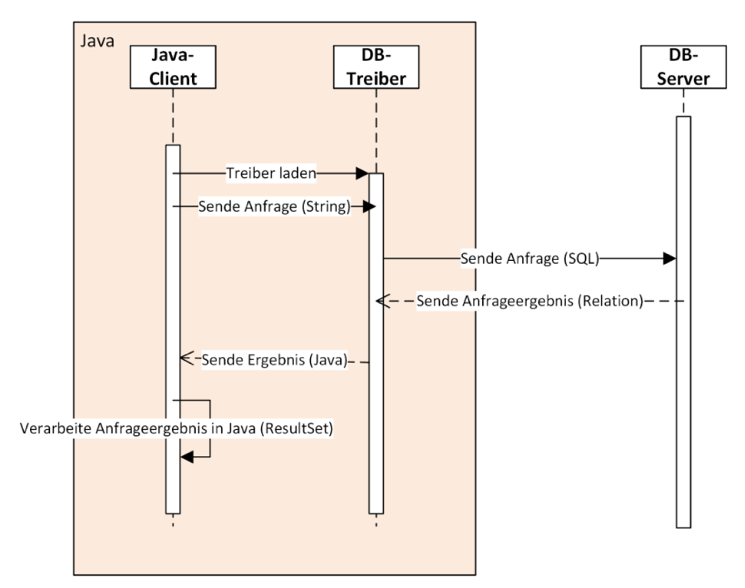 Java
Java-
Client
DB-
Treiber
DB-
Server
Treiber laden
Sende Anfrage (String)
Sende Anfrage (SQL)
Sende Anfrageergebnis (Relation)
Sende Ergebnis (Java)
Verarbeite Anfrageergebnis in Java (ResultSet)